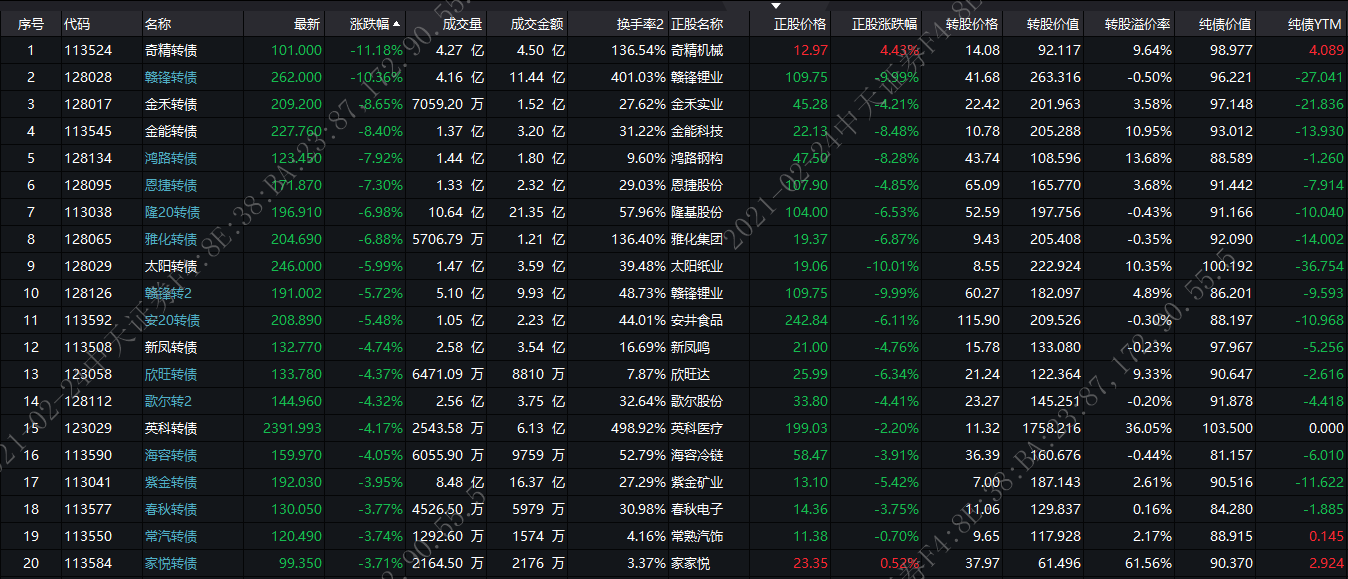 序号 代码 名称 最新 涨跌幅 成交量 成交金额 换手率2 正股名称 正股价格 正股涨跌幅 转股价格 转股价值 转股溢价率 纯债价值 纯债YTM
1 113524 奇精转债 101.000 -11.18% 4.27 亿 4.50 亿 136.54% 奇精机械 12.97 4.43% 14.08 92.117 9.64% 98.977 4.089
2 128028 赣锋转债 262.000 -10.36% 4.16 亿 11.44 亿 401.03% 赣锋锂业 109.75 -9.99% 41.68 263.316 -0.50% 96.221 -27.041
3 128017 金禾转债 209.200 -8.65% 7059.20 万 1.52 亿 27.62% 金禾实业 45.28 -4.21% 22.42 201.963 3.58% 97.148 -21.836
4 113545 金能转债 227.760 -8.40% 1.37 亿 3.20 亿 31.22% 金能科技 22.13 -8.48% 10.78 205.288 10.95% 93.012 -13.930
5 128134 鸿路转债 123.450 -7.92% 1.44 亿 1.80 亿 9.60% 鸿路钢构 47.50 -8.28% 43.74 108.596 13.68% 88.589 -1.260
6 128095 恩捷转债 171.870 -7.30% 1.33 亿 2.32 亿 29.03% 恩捷股份 107.90 -4.85% 65.09 165.770 3.68% 91.442 -7.914
7 113038 隆20转债 196.910 -6.98% 10.64 亿 21.35 亿 57.96% 隆基股份 104.00 -6.53% 52.59 197.756 -0.43% 91.166 -10.040
8 128065 雅化转债 204.690 -6.88% 5706.79 万 1.21 亿 136.40% 雅化集团 19.37 -6.87% 9.43 205.408 -0.35% 92.090 -14.002
9 128029 太阳转债 246.000 -5.99% 1.47 亿 3.59 亿 39.48% 太阳纸业 19.06 -10.01% 8.55 222.924 10.35% 100.192 -36.754
10 128126 赣锋转2 191.002 -5.72% 5.10 亿 9.93 亿 48.73% 赣锋锂业 109.75 -9.99% 60.27 182.097 4.89% 86.201 -9.593
11 113592 安20转债 208.890 -5.48% 1.05 亿 2.23 亿 44.01% 安井食品 242.84 -6.11% 115.90 209.526 -0.30% 88.197 -10.968
12 113508 新凤转债 132.770 -4.74% 2.58 亿 3.54 亿 16.69% 新凤鸣 21.00 -4.76% 15.78 133.080 -0.23% 97.967 -5.256
13 123058 欣旺转债 133.780 -4.37% 6471.09 万 8810 万 7.87% 欣旺达 25.99 -6.34% 21.24 122.364 9.33% 90.647 -2.616
14 128112 歌尔转2 144.960 -4.32% 2.56 亿 3.75 亿 32.64% 歌尔股份 33.80 -4.41% 23.27 145.251 -0.20% 91.878 -4.418
15 123029 英科转债 2391.993 -4.17% 2543.58 万 6.13 亿 498.92% 英科医疗 199.03 -2.20% 11.32 1758.216 36.05% 103.500 0.000
16 113590 海容转债 159.970 -4.05% 6055.90 万 9759 万 52.79% 海容冷链 58.47 -3.91% 36.39 160.676 -0.44% 81.157 -6.010
17 113041 紫金转债 192.030 -3.95% 8.48 亿 16.37 亿 27.29% 紫金矿业 13.10 -5.42% 7.00 187.143 2.61% 90.516 -11.622
18 113577 春秋转债 130.050 -3.77% 4526.50 万 5979 万 30.98% 春秋电子 14.36 -3.75% 11.06 129.837 0.16% 84.280 -1.885
19 113550 常汽转债 120.490 -3.74% 1292.60 万 1574 万 4.16% 常熟汽饰 11.38 -0.70% 9.65 117.928 2.17% 88.915 0.145
20 113584 家悦转债 99.350 -3.71% 2164.50 万 2176 万 3.37% 家家悦 23.35 0.52% 37.97 61.496 61.56% 90.370 2.924